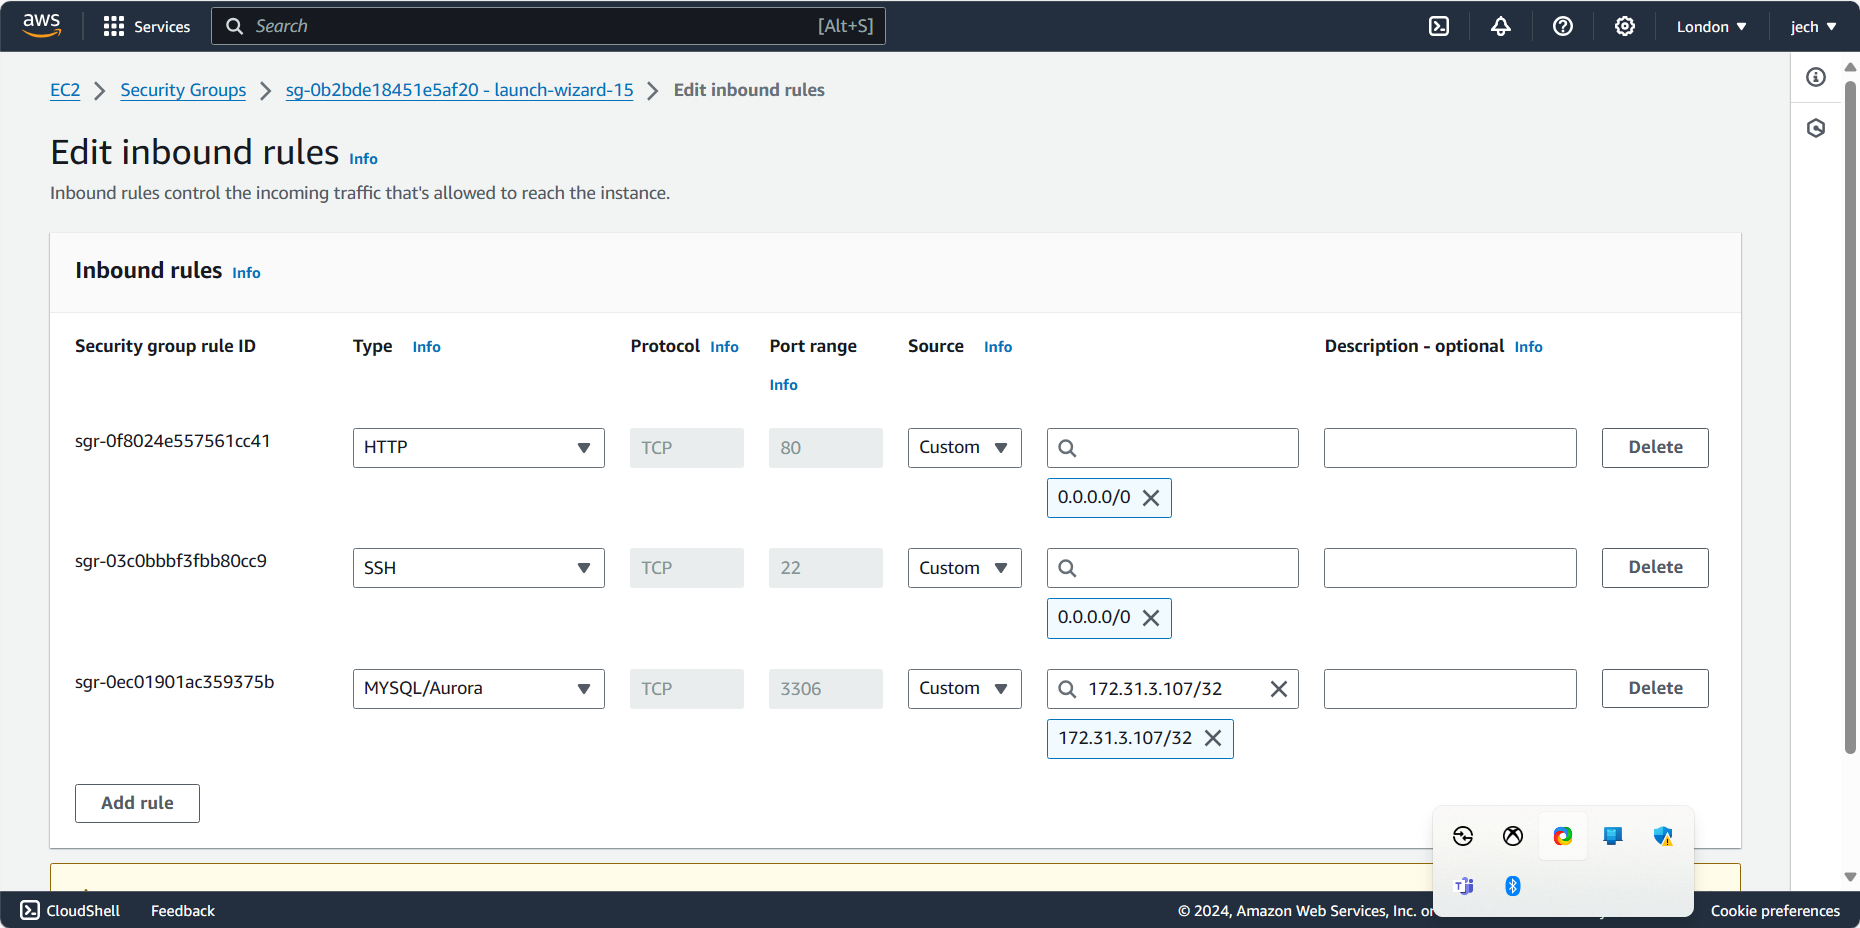 aws
Services
Search
[Alt+S]
London
jech
EC2
Security Groups
sg-0b2bde18451e5af20 - launch-wizard-15
Edit inbound rules
Edit inbound rules Info
Inbound rules control the incoming traffic that's allowed to reach the instance.
Inbound rules Info
Security group rule ID
Type Info
Protocol Info
Port range
Info
Source Info
Description - optional Info
sgr-0f8024e557561cc41
HTTP
TCP
80
Custom
Delete
0.0.0.0/0
sgr-03c0bbbf3fbb80cc9
SSH
TCP
22
Custom
Delete
0.0.0.0/0
sgr-0ec01901ac359375b
MYSQL/Aurora
TCP
3306
Custom
172.31.3.107/32
Delete
172.31.3.107/32
Add rule
CloudShell
Feedback
© 2024, Amazon Web Services, Inc. or
Cookie preferences